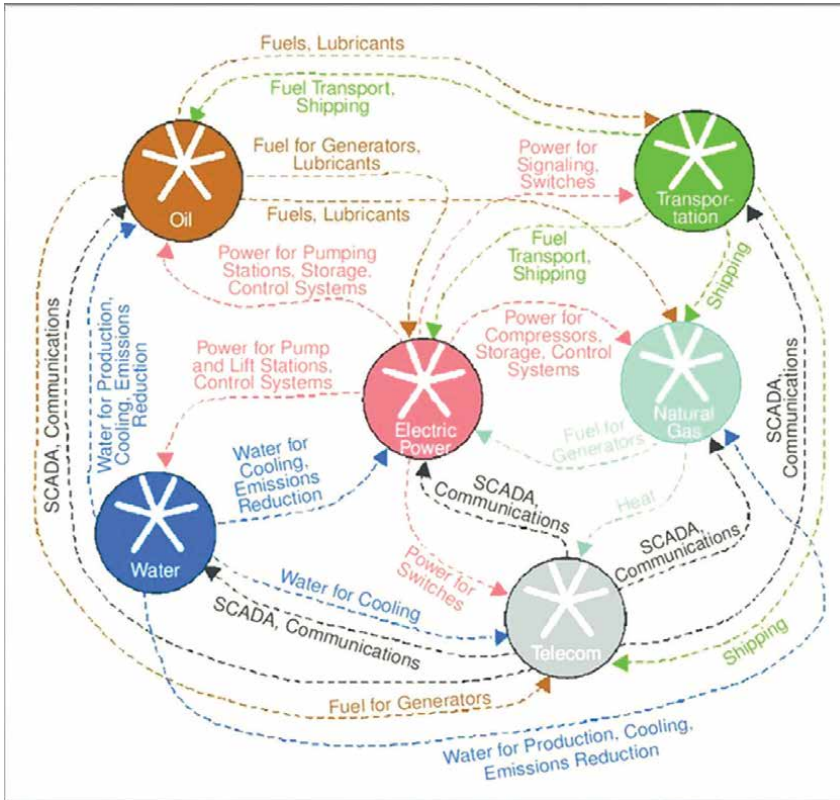 Fuels, Lubricants
Fuel Transport,
Shipping
Fuel for Generators,
Lubricants
Power for
Signaling,
Switches
Transpor-
tation
Oil
Fuels, Lubricants
Fuel
Transport,
Shipping
Shipping
Power for Pumping
Stations, Storage.
Control Systems
Power for
Compressors,
Storage. Control
Systems
Power for Pump
and Lift Stations,
Control Systems
Water for Production,
Cooling, Emissions
Reduction
SCADA, Communications
SCADA,
Communications
Electric
Power
Natural
Gas
Fuel for
Generators
Water for
Cooling,
Emissions
Reduction
SCADA,
Communications
Heat
SCADA,
Communications
Water
Power for
Switches
Water for Cooling
SCADA, Communications
Telecom
Shipping
Fuel for Generators
Water for Production, Cooling,
Emissions Reduction